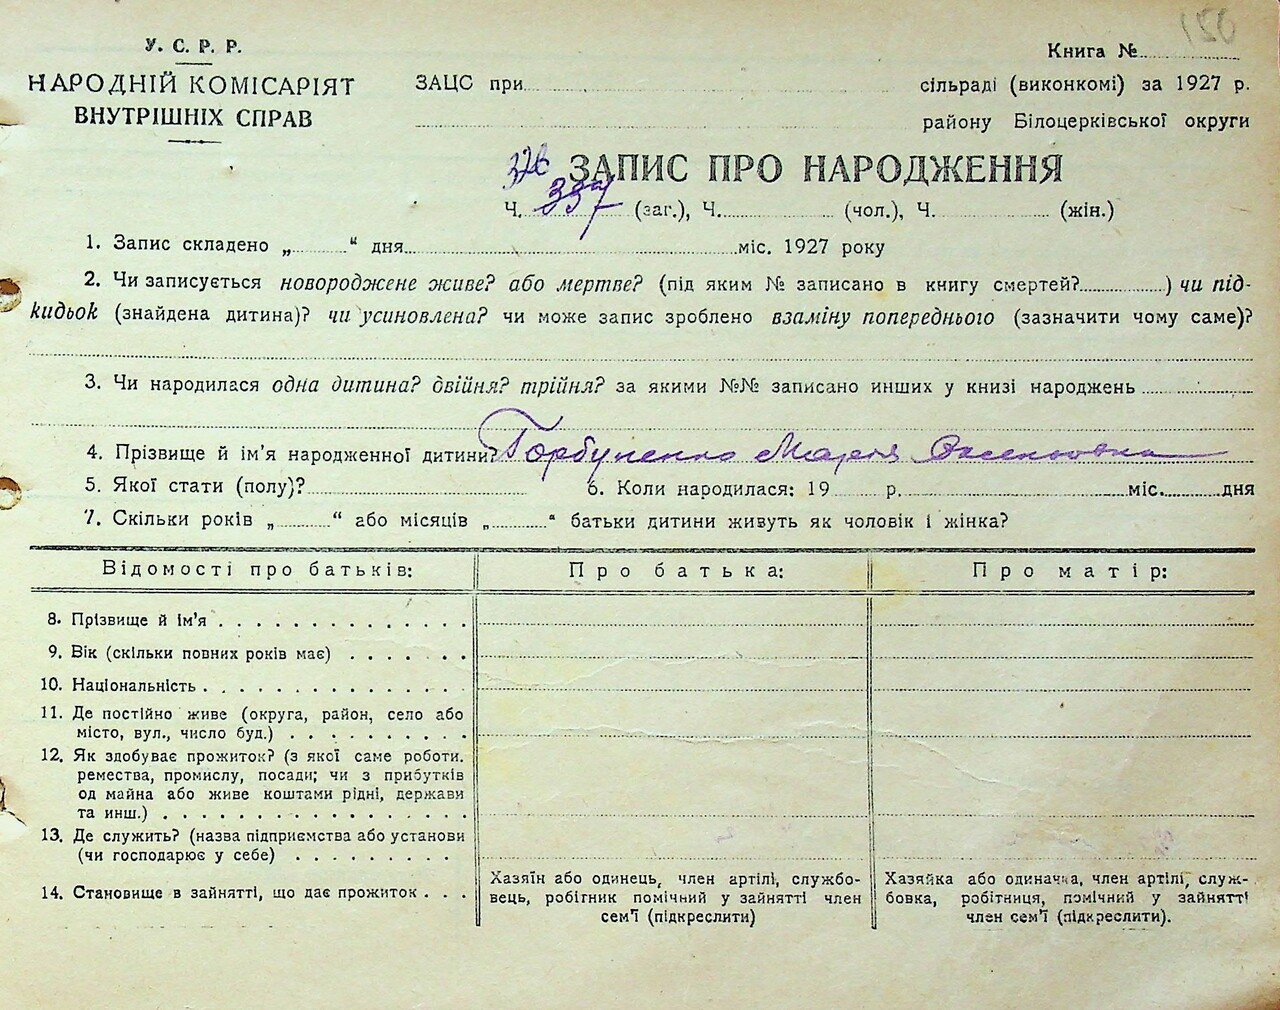 150
У. С. Р. Р.
НАРОДНІЙ КОМІСАРІЯТ
ВНУТРІШНІХ СПРАВ
Книга №
ЗАЦС при сільраді (виконкомі) за 1927 р.
району Білоцерківської округи
326 ЗАПИС ПРО НАРОДЖЕННЯ
Ч. 337 (заг.), Ч. (чол.), Ч. (жін.)
1. Запис складено „ “ дня міс. 1927 року
2. Чи записується новороджене живе? або мертве? (під яким № записано в книгу смертей? ) чи під-
кидьок (знайдена дитина)? чи усиновлена? чи може запис зроблено взаміну попереднього (зазначити чому саме)?
3. Чи народилася одна дитина? двійня? трійня? за якими №№ записано инших у книзі народжень
4. Прізвище й ім'я народженної дитини? Горбуненко Мария
5. Якої стати (полу)? 6. Коли народилася: 19 р. міс. дня
7. Скільки років „ “ або місяців „ “ батьки дитини живуть як чоловік і жінка?
Відомості про батьків: Про батька: Про матір:
8. Прізвище й ім'я
9. Вік (скільки повних років має)
10. Національність
11. Де постійно живе (округа, район, село або
місто, вул., число буд.)
12. Як здобуває прожиток? (з якої саме роботи.
ремества, промислу, посади; чи з прибутків
од майна або живе коштами рідні, держави
та инш.)
13. Де служить? (назва підприємства або установи
(чи господарює у себе)
14. Становище в зайнятті, що дає прожиток
Хазяїн або одинець, член артілі, службо-
вець, робітник помічний у зайнятті член
сем'ї (підкреслити)
Хазяйка або одиначка, член артілі, служ-
бовка, робітниця, помічний у зайнятті
член сем'ї (підкреслити).